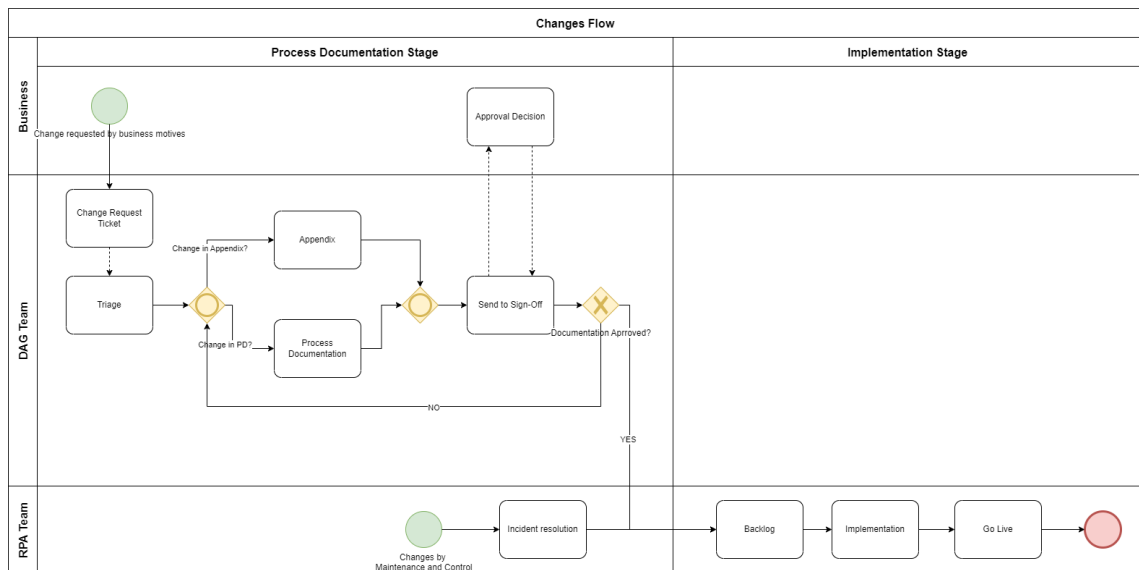 Changes Flow
Process Documentation Stage
Implementation Stage
Business
Change requested by business motives
Approval Decision
DAG Team
Change Request
Ticket
Triage
Change in Appendix?
Appendix
Change in PD?
Process
Documentation
Send to Sign-Off
Documentation Aprroved?
NO
YES
RPA Team
Changes by
Maintenance and Control
Incident resolution
Backlog
Implementation
Go Live